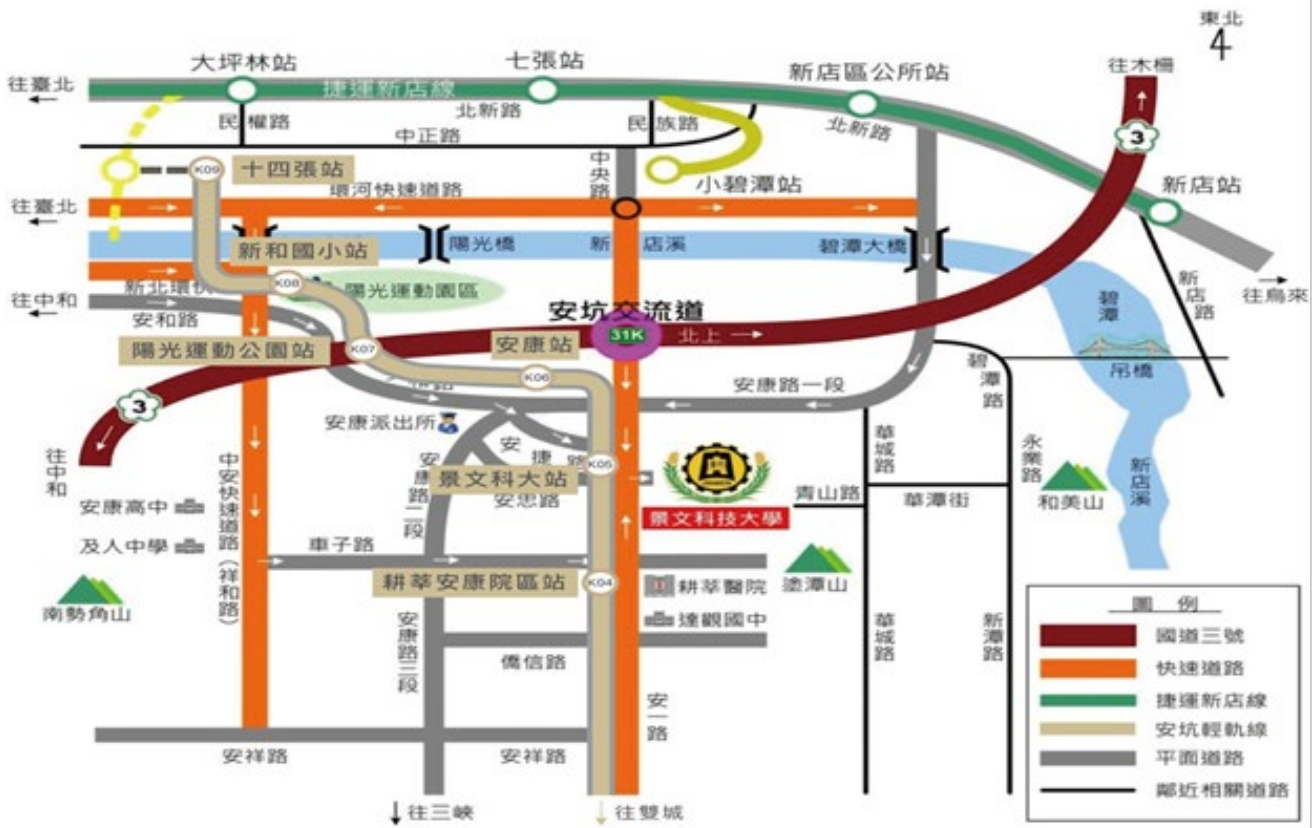 東北
4
往木柵
大坪林站
七張站
新店區公所站
往臺北
捷運新店線
北新路
北新路
民權路
中正路
民族路
3
K09
十四張站
中央路
小碧潭站
新店站
環河快速道路
往臺北
新和國小站
陽光橋
新店溪
碧潭大橋
K08
陽光運動園區
往中和
安和路
新店路
往烏來
碧潭
安坑交流道
31K
北上
陽光運動公園站
K07
安康站
K06
安康路一段
碧潭路
吊橋
3
往中和
安康派出所
安捷路
K05
景文科大站
安忠路
安康路二段
華城路
永業路
新店溪
安康高中
及人中學
中安快速道路(祥和路)
景文科技大學
青山路
華潭街
和美山
車子路
耕莘安康院區站
K04
耕莘醫院
塗潭山
南勢角山
達觀國中
安康路三段
僑信路
華城路
新潭路
安一路
安祥路
安祥路
往三峽
往雙城
圖例
國道三號
快速道路
捷運新店線
安坑輕軌線
平面道路
鄰近相關道路